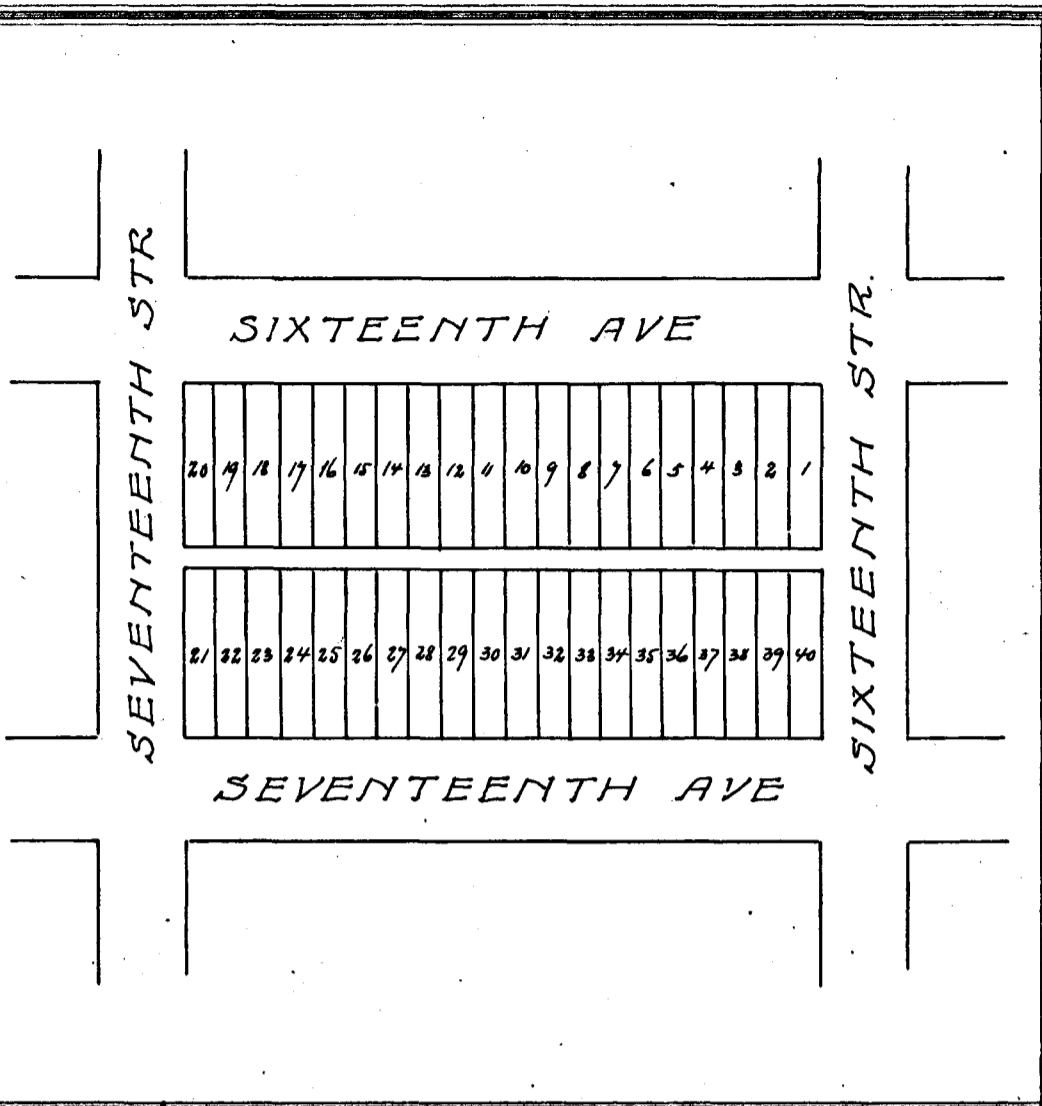 SIXTEENTH AVE
SEVENTEENTH STR
SIXTEENTH STR.
20 19 18 17 16 15 14 13 12 11 10 9 8 7 6 5 4 3 2 1
21 22 23 24 25 26 27 28 29 30 31 32 33 34 35 36 37 38 39 40
SEVENTEENTH AVE